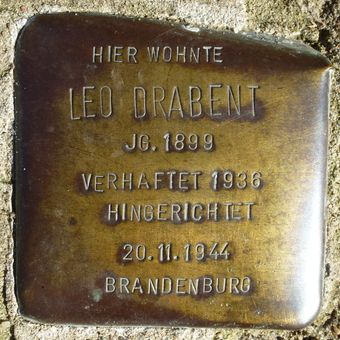 HIER WOHNTE
LEO DRABENT
JG. 1899
VERHAFTET 1936
HINGERICHTET
20.11.1944
BRANDENBURG